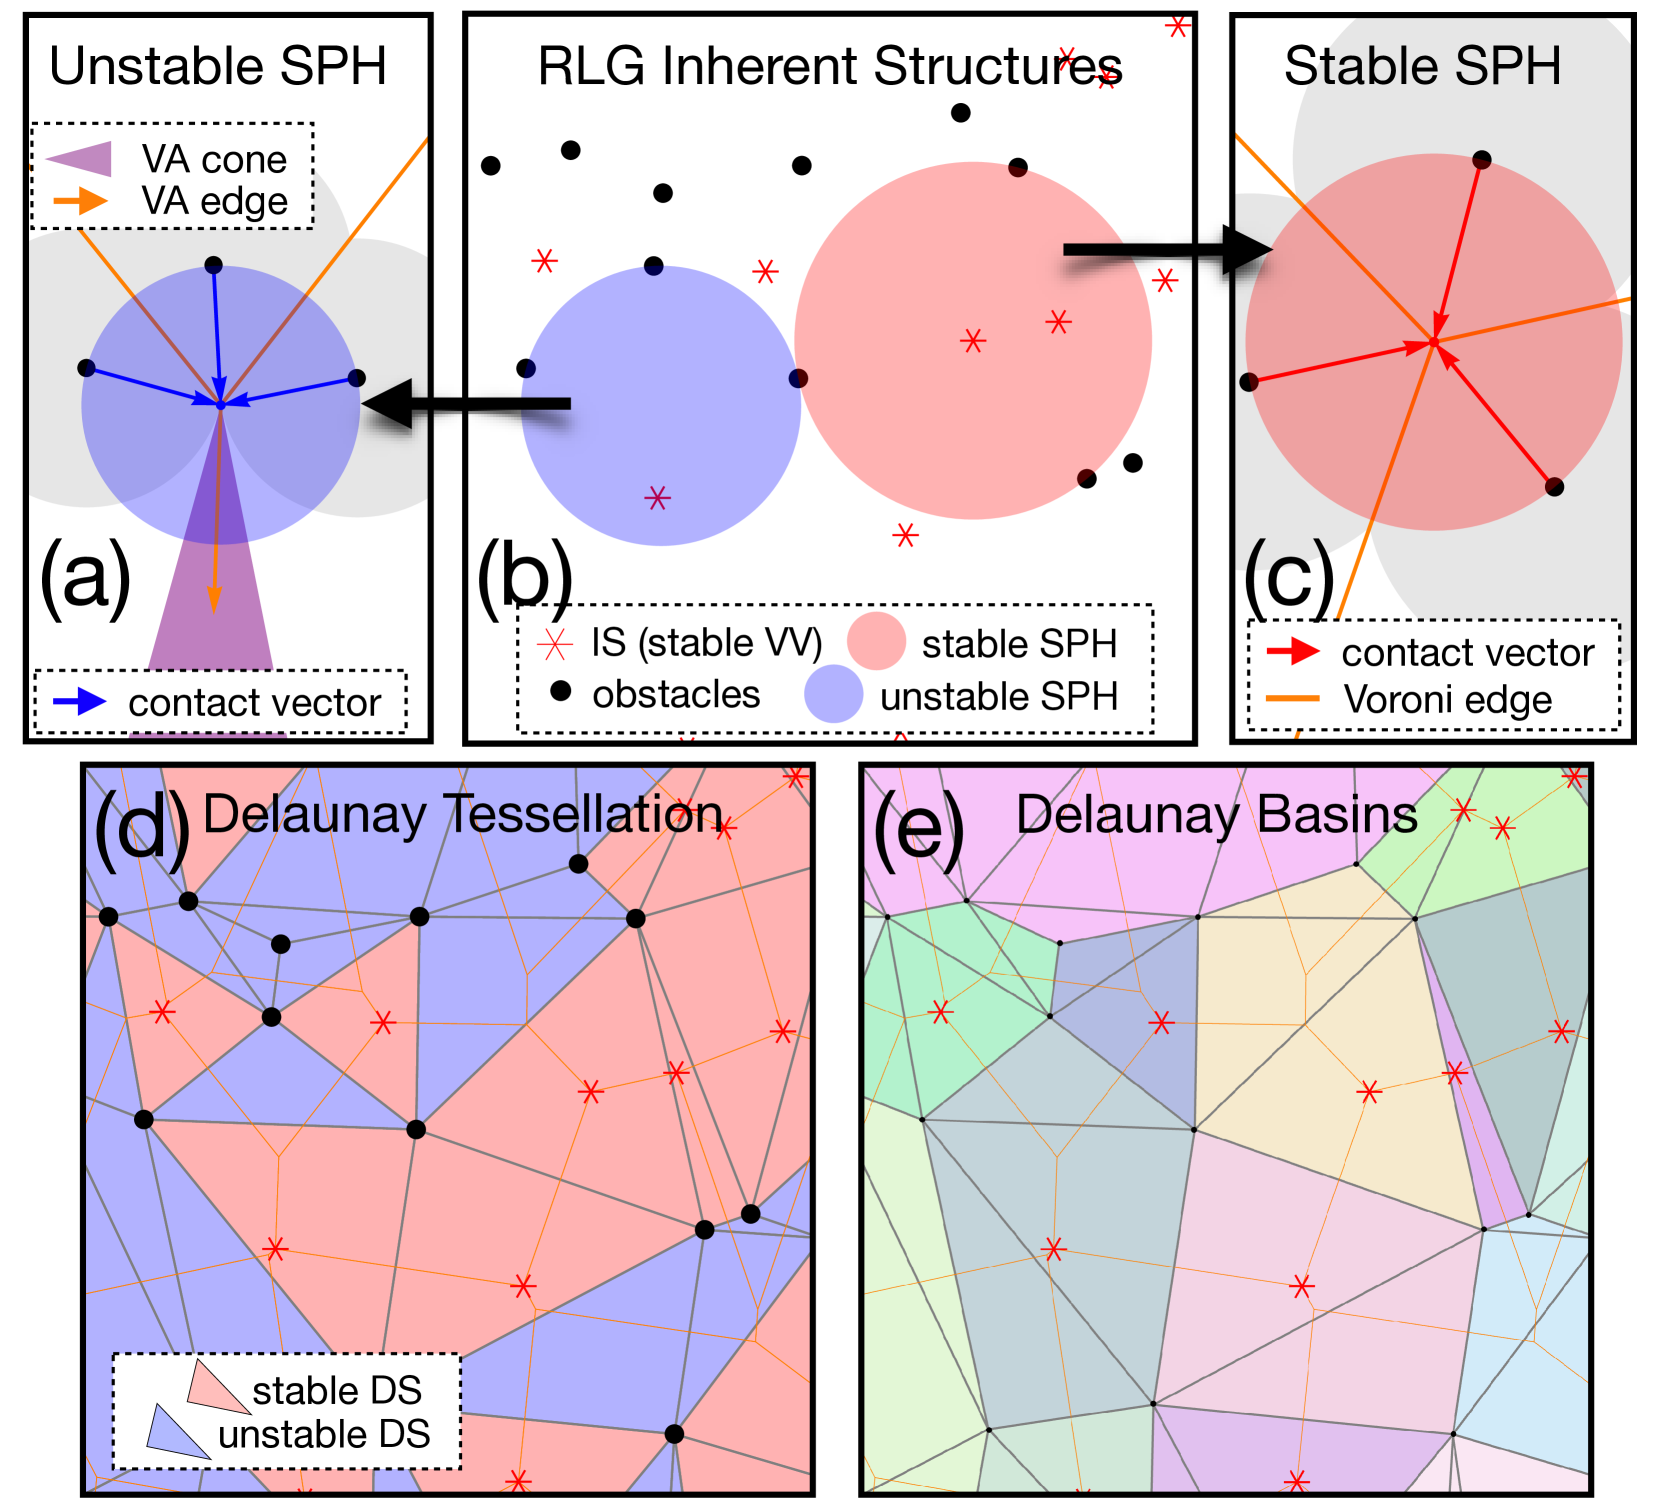 Unstable SPH
VA cone
VA edge
(a)
contact vector
RLG Inherent Structures
(b)
IS (stable VV)
stable SPH
obstacles
unstable SPH
Stable SPH
(c)
contact vector
Voroni edge
(d) Delaunay Tessellation
stable DS
unstable DS
(e) Delaunay Basins